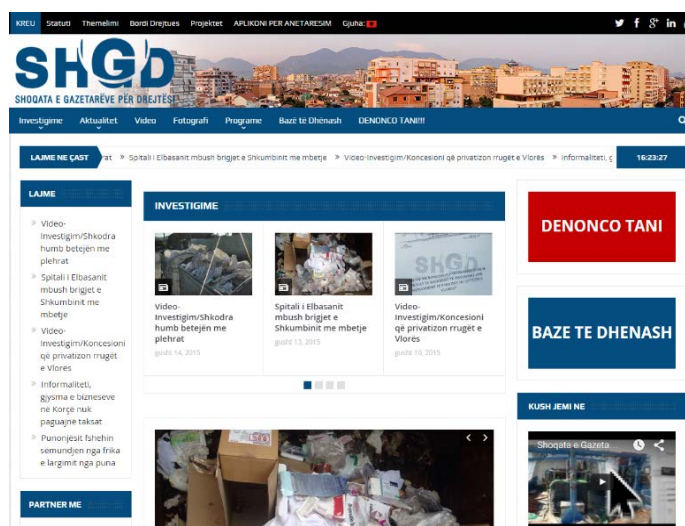 KREU Statuti Themelimi Bordi Drejtues Projektet APLIKONI PER ANETARESIM Gjuha:
SHGD
SHOQATA E GAZETARËVE PËR DREJTËSI
Investigime Aktualitet Video Fotografi Programe Bazë të Dhënash DENONCO TANI!!!
LAJME NE ÇAST rat » Spitali i Elbasanit mbush brigjet e Shkumbinit me mbetje » Video-Investigim/Koncesioni që privatizon rrugët e Vlorës » Informaliteti, g 16:23:27
LAJME
» Video-
Investigim/Shkodra
humb betejën me
plehrat
» Spitali i Elbasanit
mbush brigjet e
Shkumbinit me
mbetje
» Video-
Investigim/Koncesioni
që privatizon rrugët
e Vlorës
» Informaliteti,
gjysma e bizneseve
në Korçë nuk
paguajne taksat
» Punonjësit fshehin
sëmundjen nga frika
e largimit nga puna
PARTNER ME
INVESTIGIME
Video-
Investigim/Shkodra
humb betejën me
plehrat
gusht 14, 2015
Spitali i Elbasanit
mbush brigjet e
Shkumbinit me mbetje
gusht 13, 2015
SHGD
Video-
Investigim/Koncesioni
që privatizon rrugët e
Vlorës
gusht 10, 2015
DENONCO TANI
BAZE TE DHENASH
KUSH JEMI NE
Shoqata e Gazeta